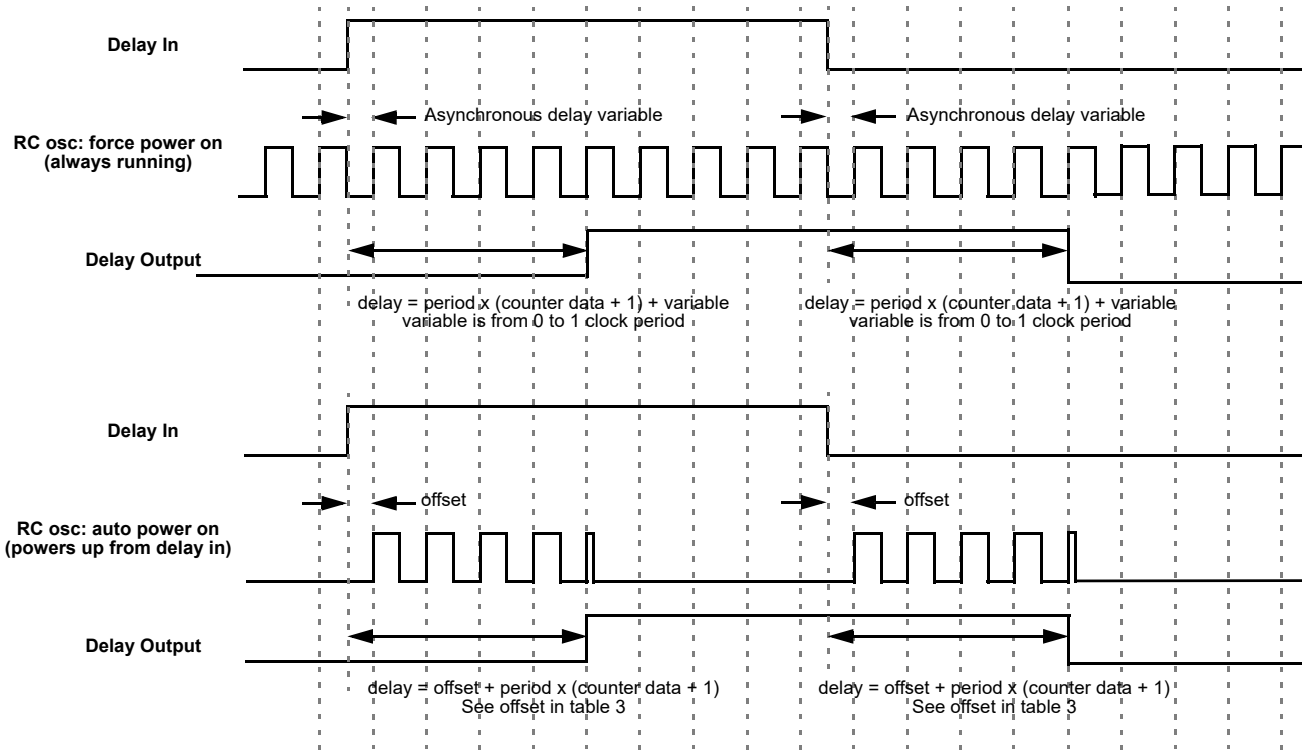 Delay In
Asynchronous delay variable
Asynchronous delay variable
RC osc: force power on
(always running)
Delay Output
delay = period x (counter data + 1) + variable
variable is from 0 to 1 clock period
delay = period x (counter data + 1) + variable
variable is from 0 to 1 clock period
Delay In
offset
offset
RC osc: auto power on
(powers up from delay in)
Delay Output
delay = offset + period x (counter data + 1)
See offset in table 3
delay = offset + period x (counter data + 1)
See offset in table 3